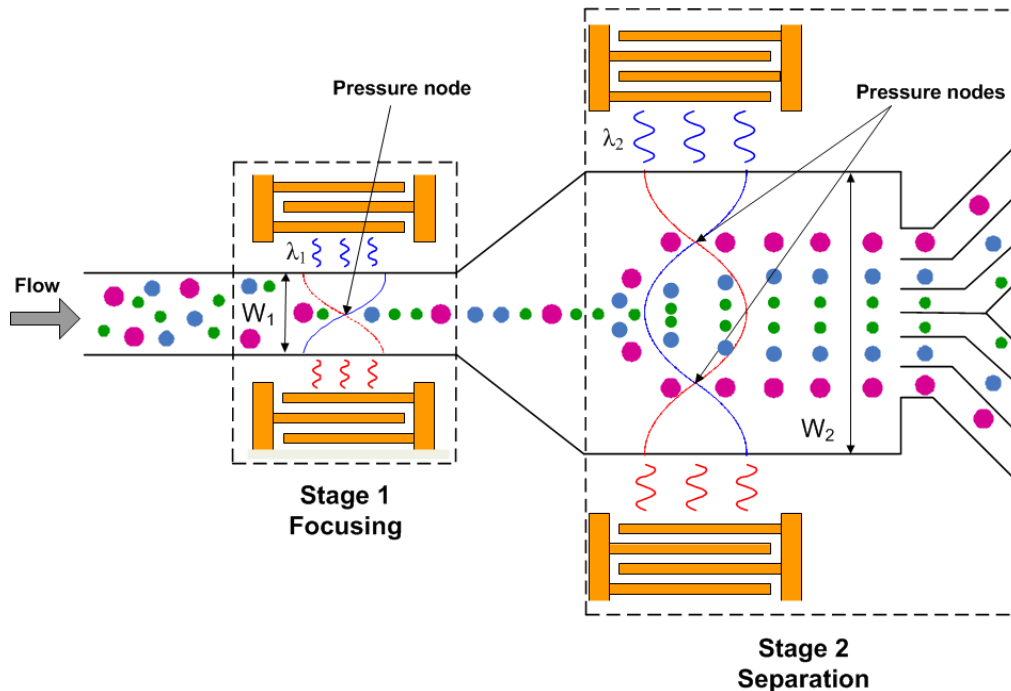 Pressure node
Pressure nodes
λ2
λ1
Flow
W1
W2
Stage 1
Focusing
Stage 2
Separation